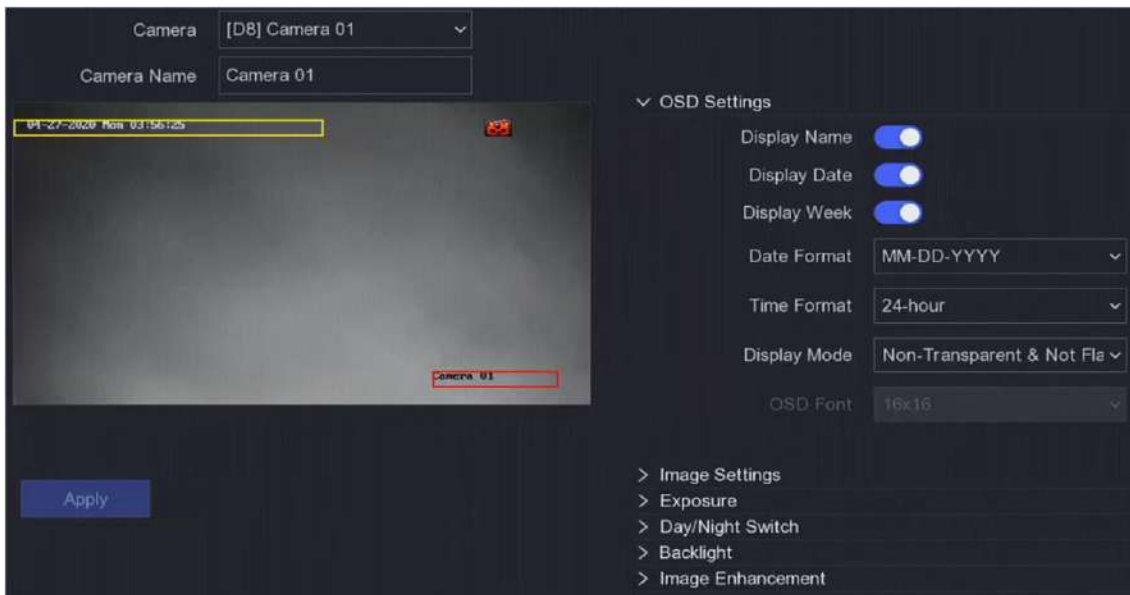 Camera [D8] Camera 01
Camera Name Camera 01
04-27-2020 Mon 03:56:25
Camera 01
OSD Settings
Display Name
Display Date
Display Week
Date Format MM-DD-YYYY
Time Format 24-hour
Display Mode Non-Transparent & Not Fla
OSD Font 16x16
Apply
Image Settings
Exposure
Day/Night Switch
Backlight
Image Enhancement